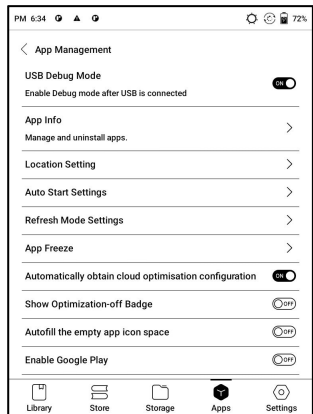 PM 6:34 72%
App Management
USB Debug Mode
Enable Debug mode after USB is connected
ON
App Info
Manage and uninstall apps.
Location Setting
Auto Start Settings
Refresh Mode Settings
App Freeze
Automatically obtain cloud optimisation configuration ON
Show Optimization-off Badge OFF
Autofill the empty app icon space OFF
Enable Google Play OFF
Library Store Storage Apps Settings